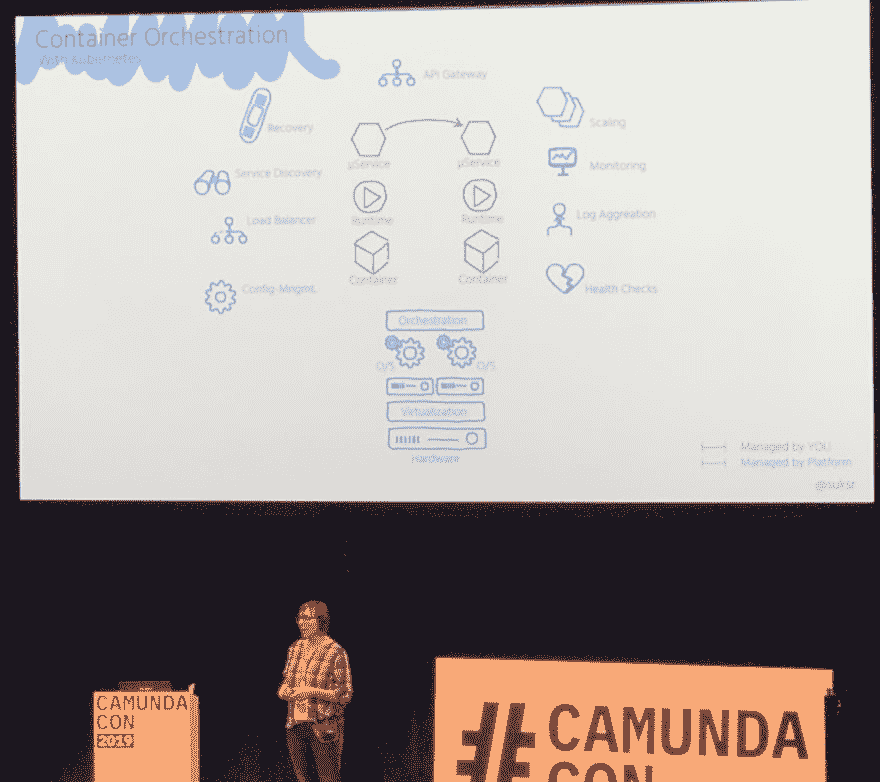 Container Orchestration
With Kubernetes
API Gateway
Recovery
Scaling
µService
µService
Service Discovery
Monitoring
Runtime
Runtime
Load Balancer
Log Aggreation
Container
Container
Config-Mngmt.
Health Checks
Orchestration
O/S
O/S
Virtualization
Hardware
Managed by YOU
Managed by Platform
CAMUNDA
CON
2019
#CAMUNDA
CON